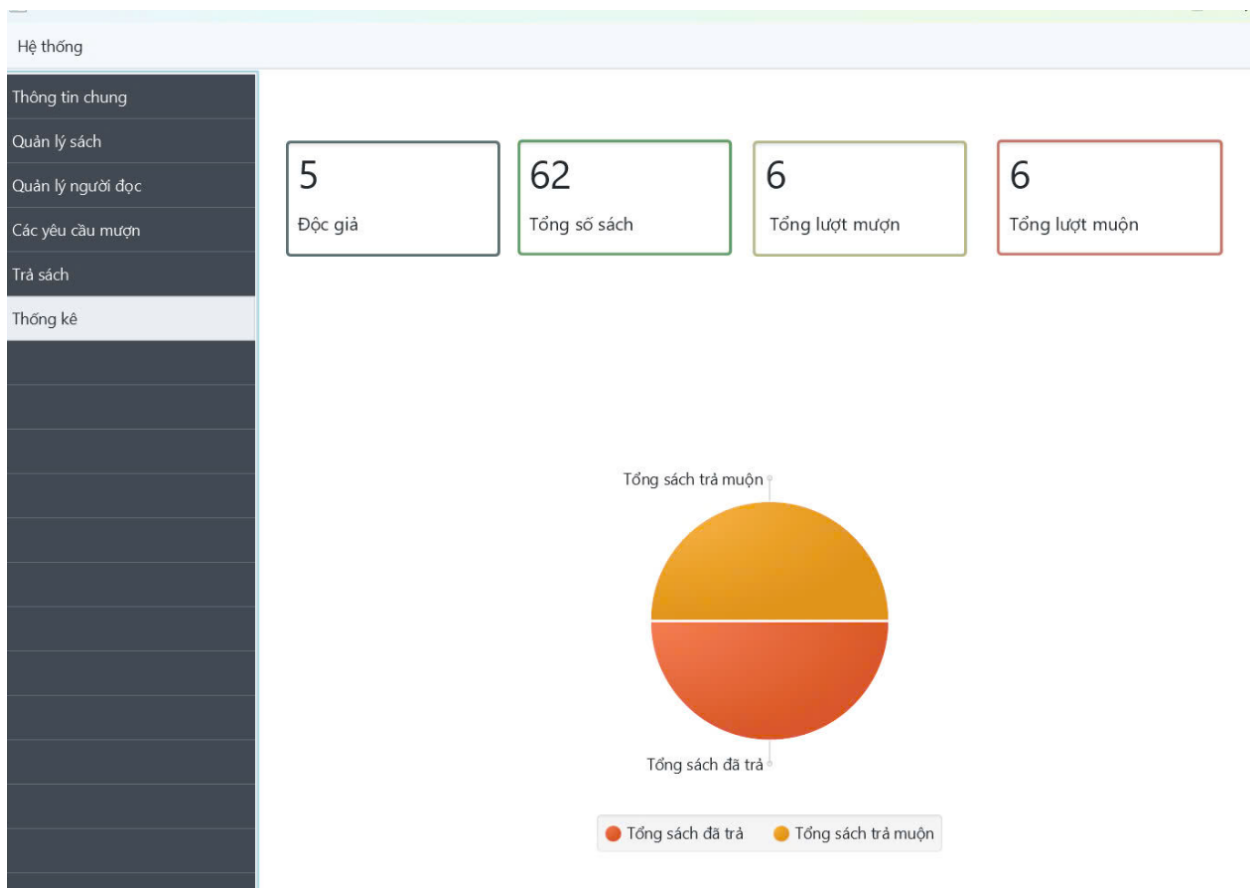 Hệ thống
Thông tin chung
Quản lý sách
Quản lý người đọc
Các yêu cầu mượn
Trả sách
Thống kê
5
Độc giả
62
Tổng số sách
6
Tổng lượt mượn
6
Tổng lượt muộn
Tổng sách trả muộn
Tổng sách đã trả
Tổng sách đã trả
Tổng sách trả muộn